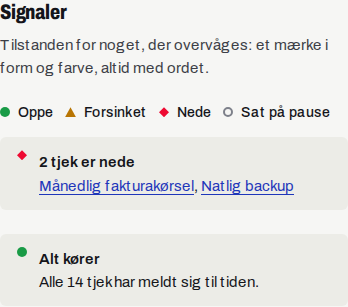 Signaler
Tilstanden for noget, der overvåges: et mærke i
form og farve, altid med ordet.
Oppe Forsinket Nede Sat på pause
2 tjek er nede
Månedlig fakturakørsel, Natlig backup
Alt kører
Alle 14 tjek har meldt sig til tiden.